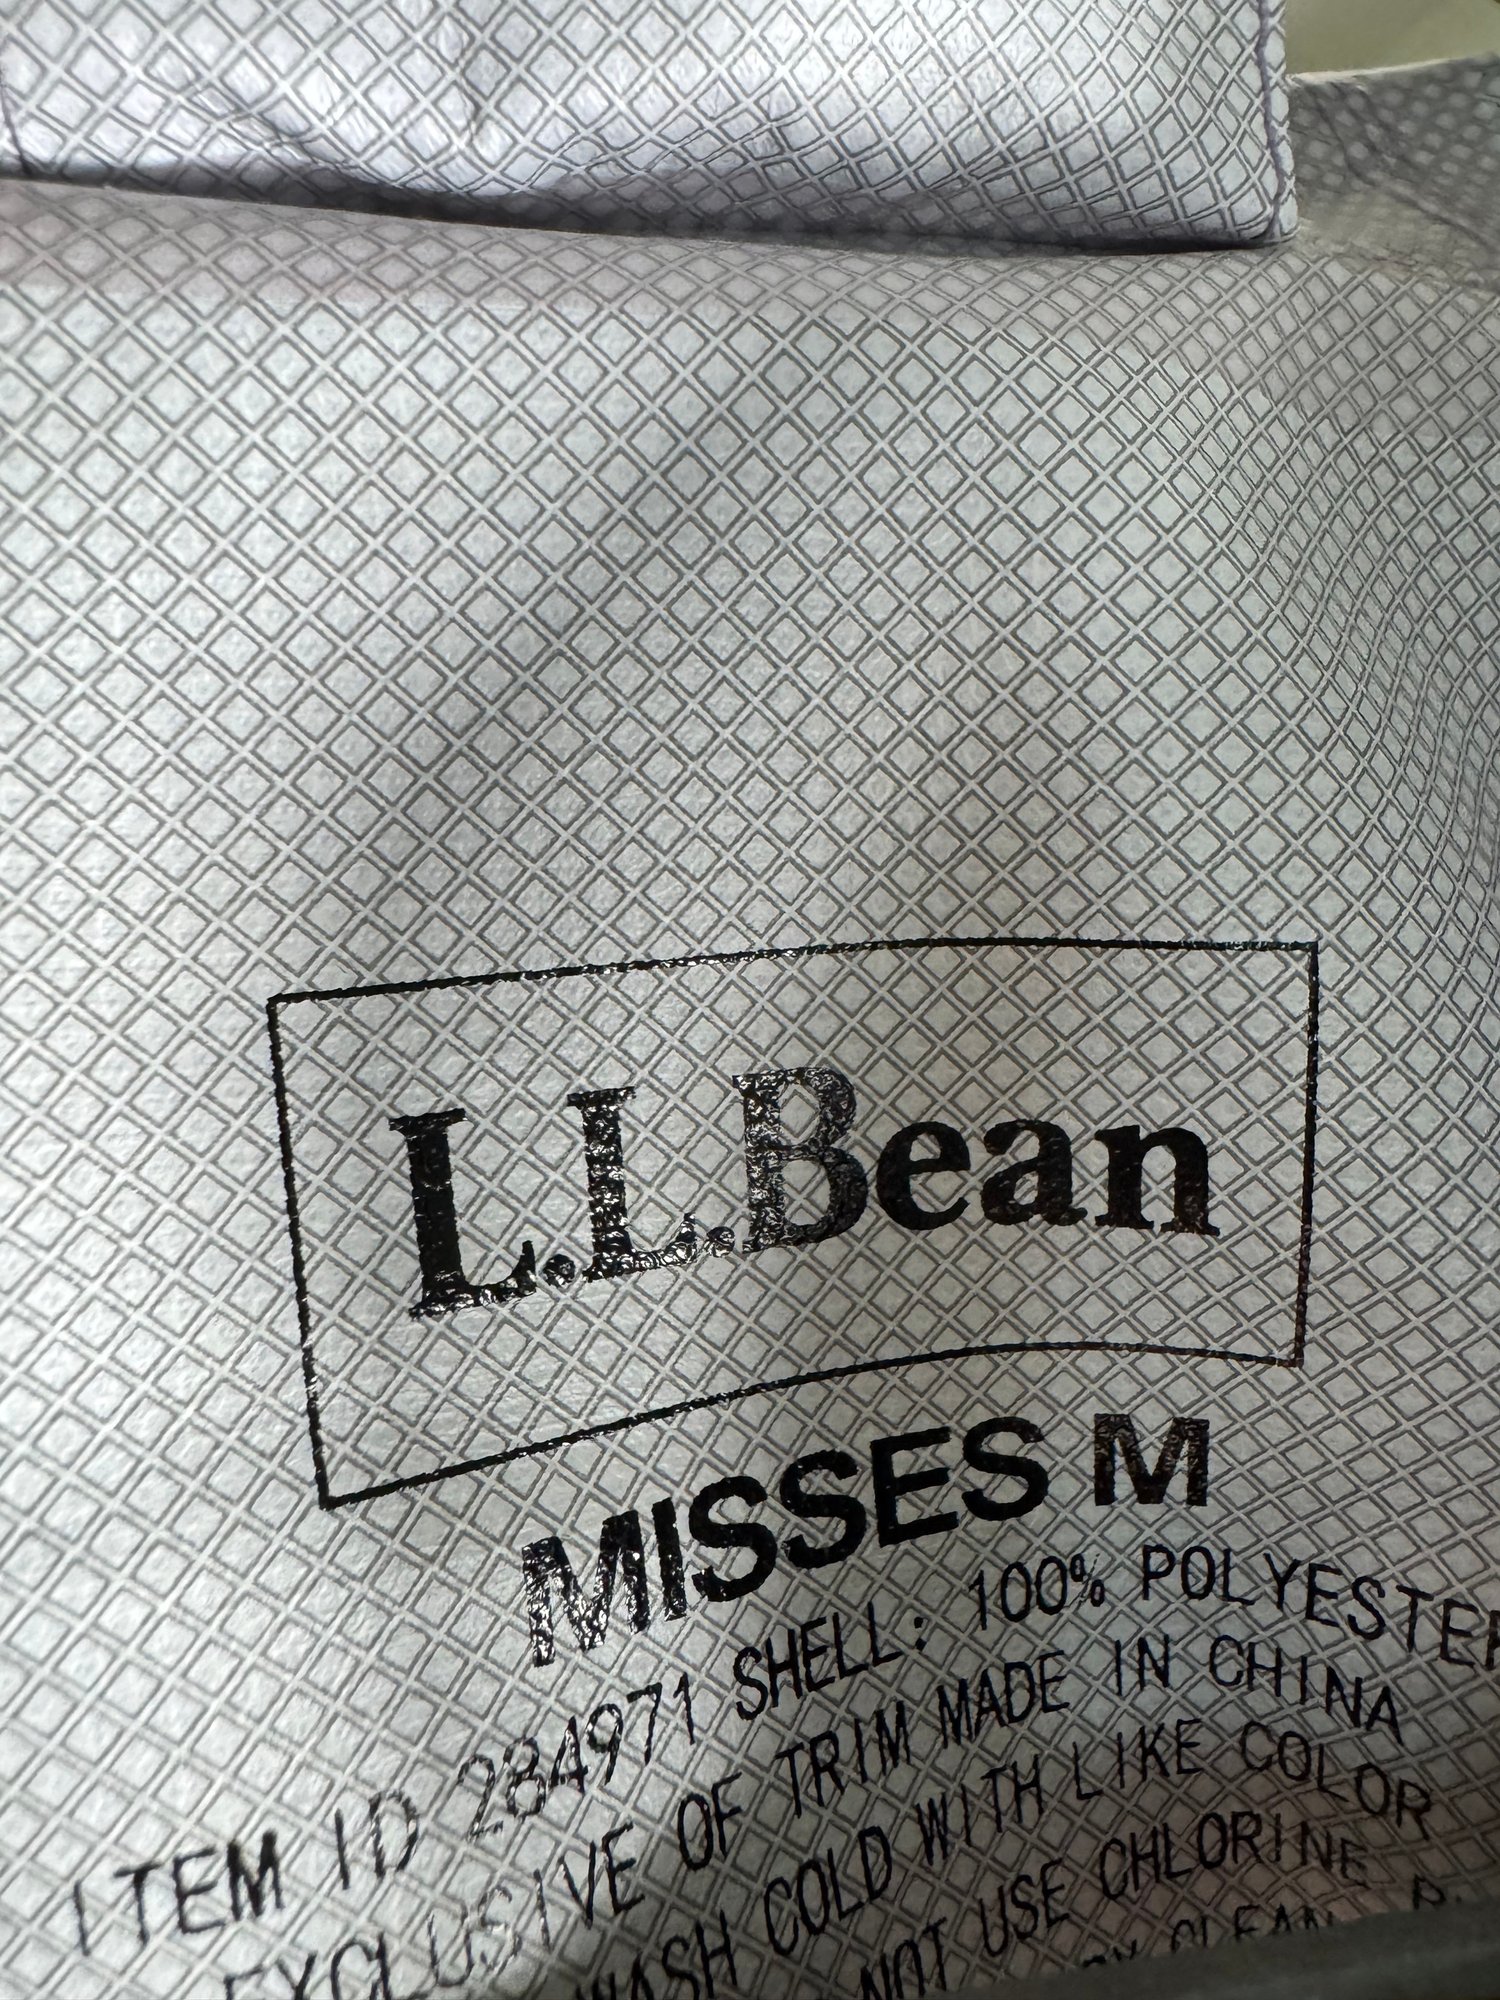 L.L.Bean
MISSES M
ITEM ID 284971 SHELL: 100% POLYESTER
EXCLUSIVE OF TRIM MADE IN CHINA
WASH COLD WITH LIKE COLOR
NOT USE CHLORINE
CLEAN